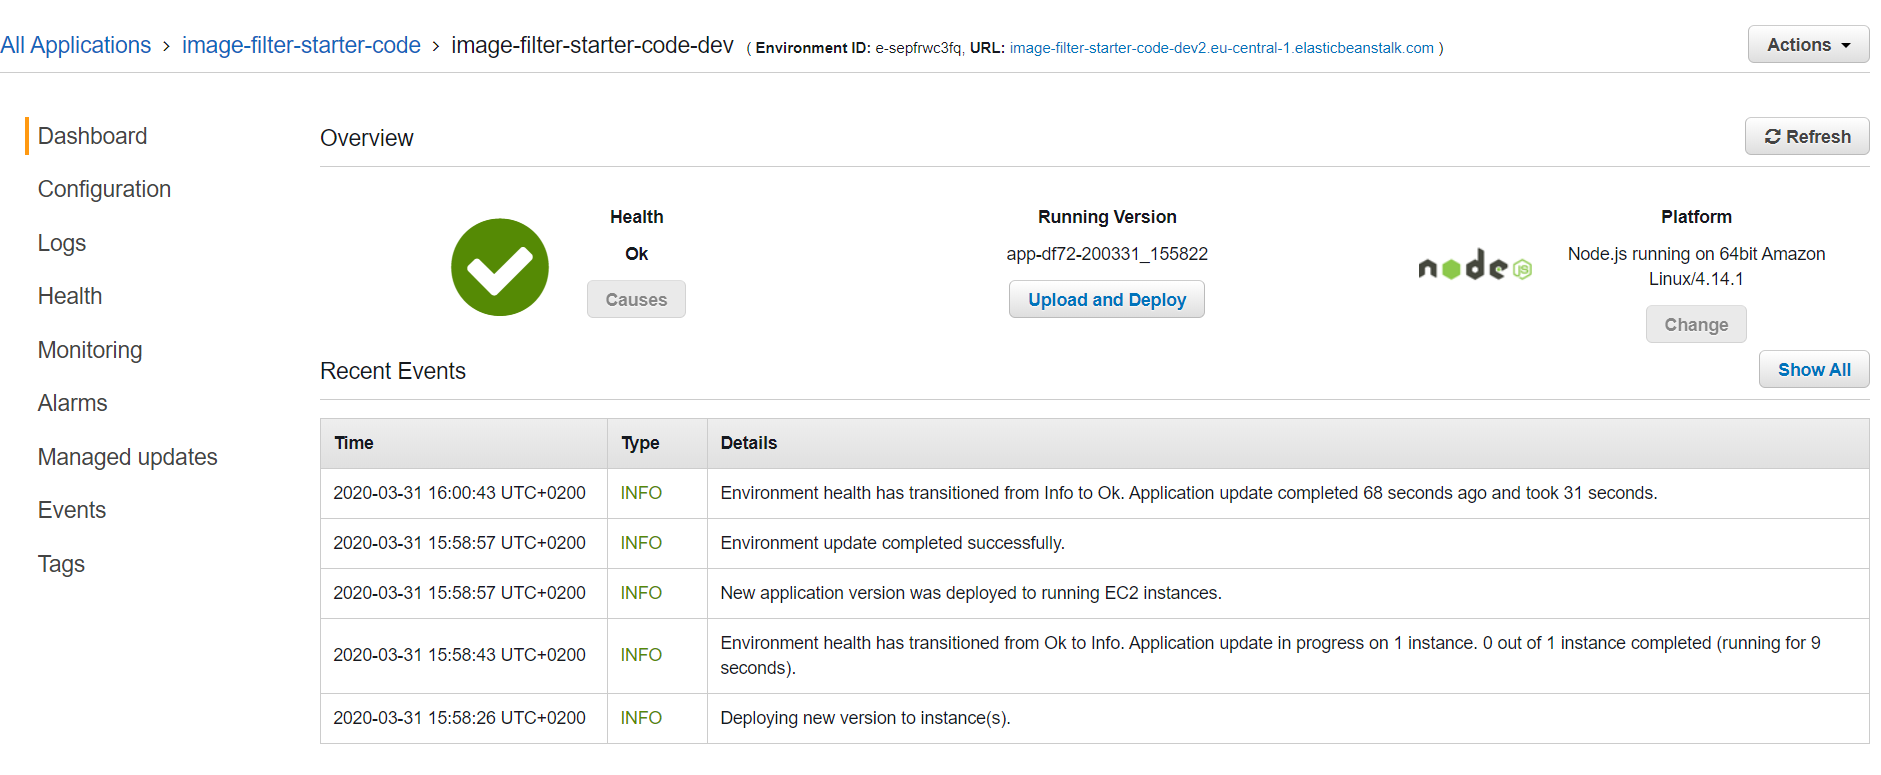 All Applications › image-filter-starter-code › image-filter-starter-code-dev ( Environment ID: e-sepfrwc3fq, URL: image-filter-starter-code-dev2.eu-central-1.elasticbeanstalk.com )
Actions
Dashboard
Configuration
Logs
Health
Monitoring
Alarms
Managed updates
Events
Tags
Overview
Refresh
Health
Ok
Causes
Running Version
app-df72-200331_155822
Upload and Deploy
node JS
Platform
Node.js running on 64bit Amazon
Linux/4.14.1
Change
Recent Events
Show All
Time Type Details
2020-03-31 16:00:43 UTC+0200 INFO Environment health has transitioned from Info to Ok. Application update completed 68 seconds ago and took 31 seconds.
2020-03-31 15:58:57 UTC+0200 INFO Environment update completed successfully.
2020-03-31 15:58:57 UTC+0200 INFO New application version was deployed to running EC2 instances.
2020-03-31 15:58:43 UTC+0200 INFO Environment health has transitioned from Ok to Info. Application update in progress on 1 instance. 0 out of 1 instance completed (running for 9
seconds).
2020-03-31 15:58:26 UTC+0200 INFO Deploying new version to instance(s).